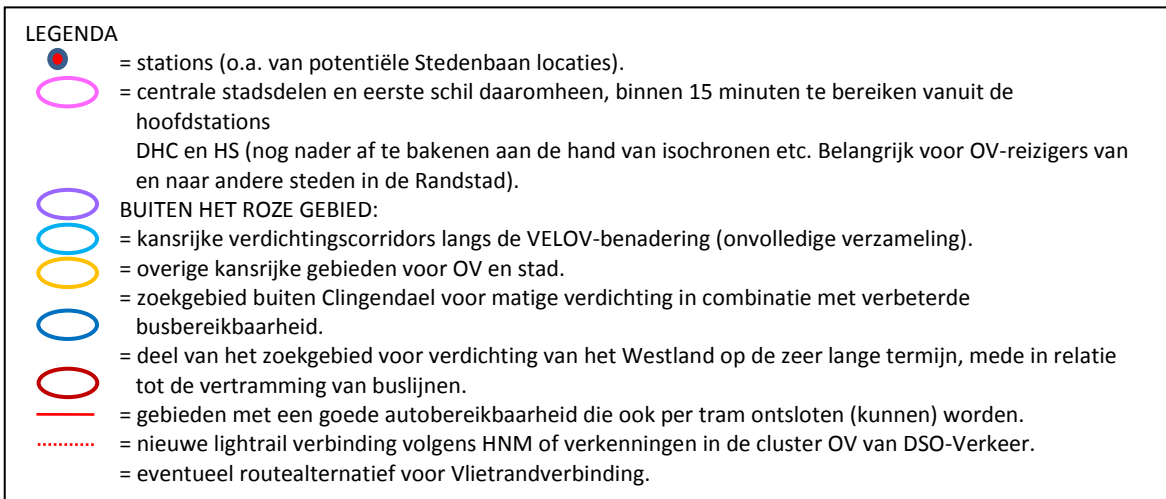 LEGENDA
= stations (o.a. van potentiële Stedenbaan locaties).
= centrale stadsdelen en eerste schil daaromheen, binnen 15 minuten te bereiken vanuit de
hoofdstations
DHC en HS (nog nader af te bakenen aan de hand van isochronen etc. Belangrijk voor OV-reizigers van
en naar andere steden in de Randstad).
BUITEN HET ROZE GEBIED:
= kansrijke verdichtingscorridors langs de VELOV-benadering (onvolledige verzameling).
= overige kansrijke gebieden voor OV en stad.
= zoekgebied buiten Clingendael voor matige verdichting in combinatie met verbeterde
busbereikbaarheid.
= deel van het zoekgebied voor verdichting van het Westland op de zeer lange termijn, mede in relatie
tot de vertramming van buslijnen.
= gebieden met een goede autobereikbaarheid die ook per tram ontsloten (kunnen) worden.
= nieuwe lightrail verbinding volgens HNM of verkenningen in de cluster OV van DSO-Verkeer.
= eventueel routealternatief voor Vlietrandverbinding.